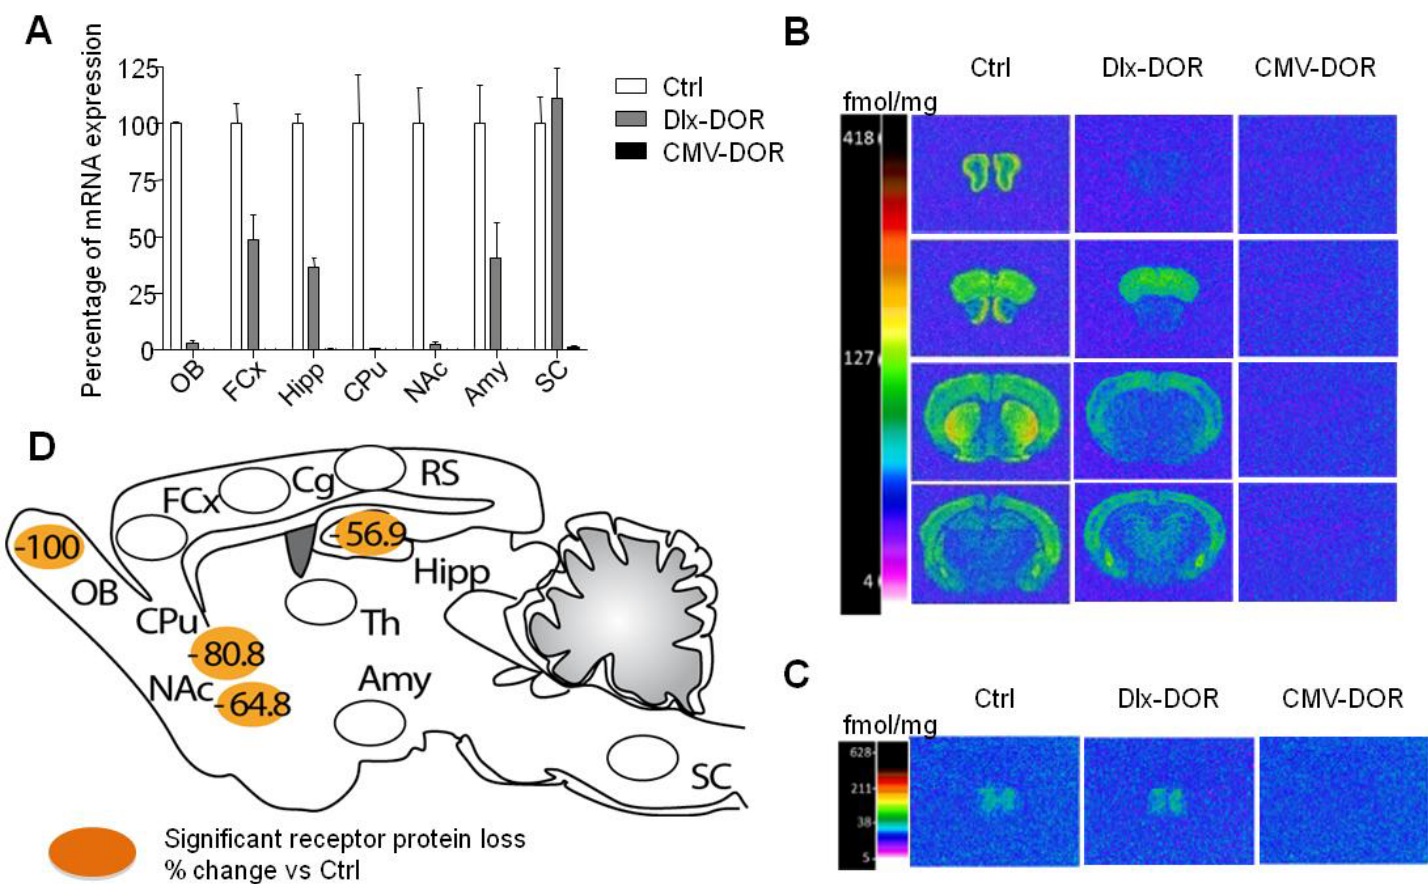 A
Percentage of mRNA expression
125
100
75
50
25
0
OB
FCx
Hipp
CPu
NAc
Amy
SC
Ctrl
Dlx-DOR
CMV-DOR
B
Ctrl
Dlx-DOR
CMV-DOR
fmol/mg
418
127
4
D
FCx
Cg
RS
-100
- 56.9
OB
Hipp
CPu
Th
- 80.8
NAc
- 64.8
Amy
SC
Significant receptor protein loss
% change vs Ctrl
C
Ctrl
Dlx-DOR
CMV-DOR
fmol/mg
628
211
38
5